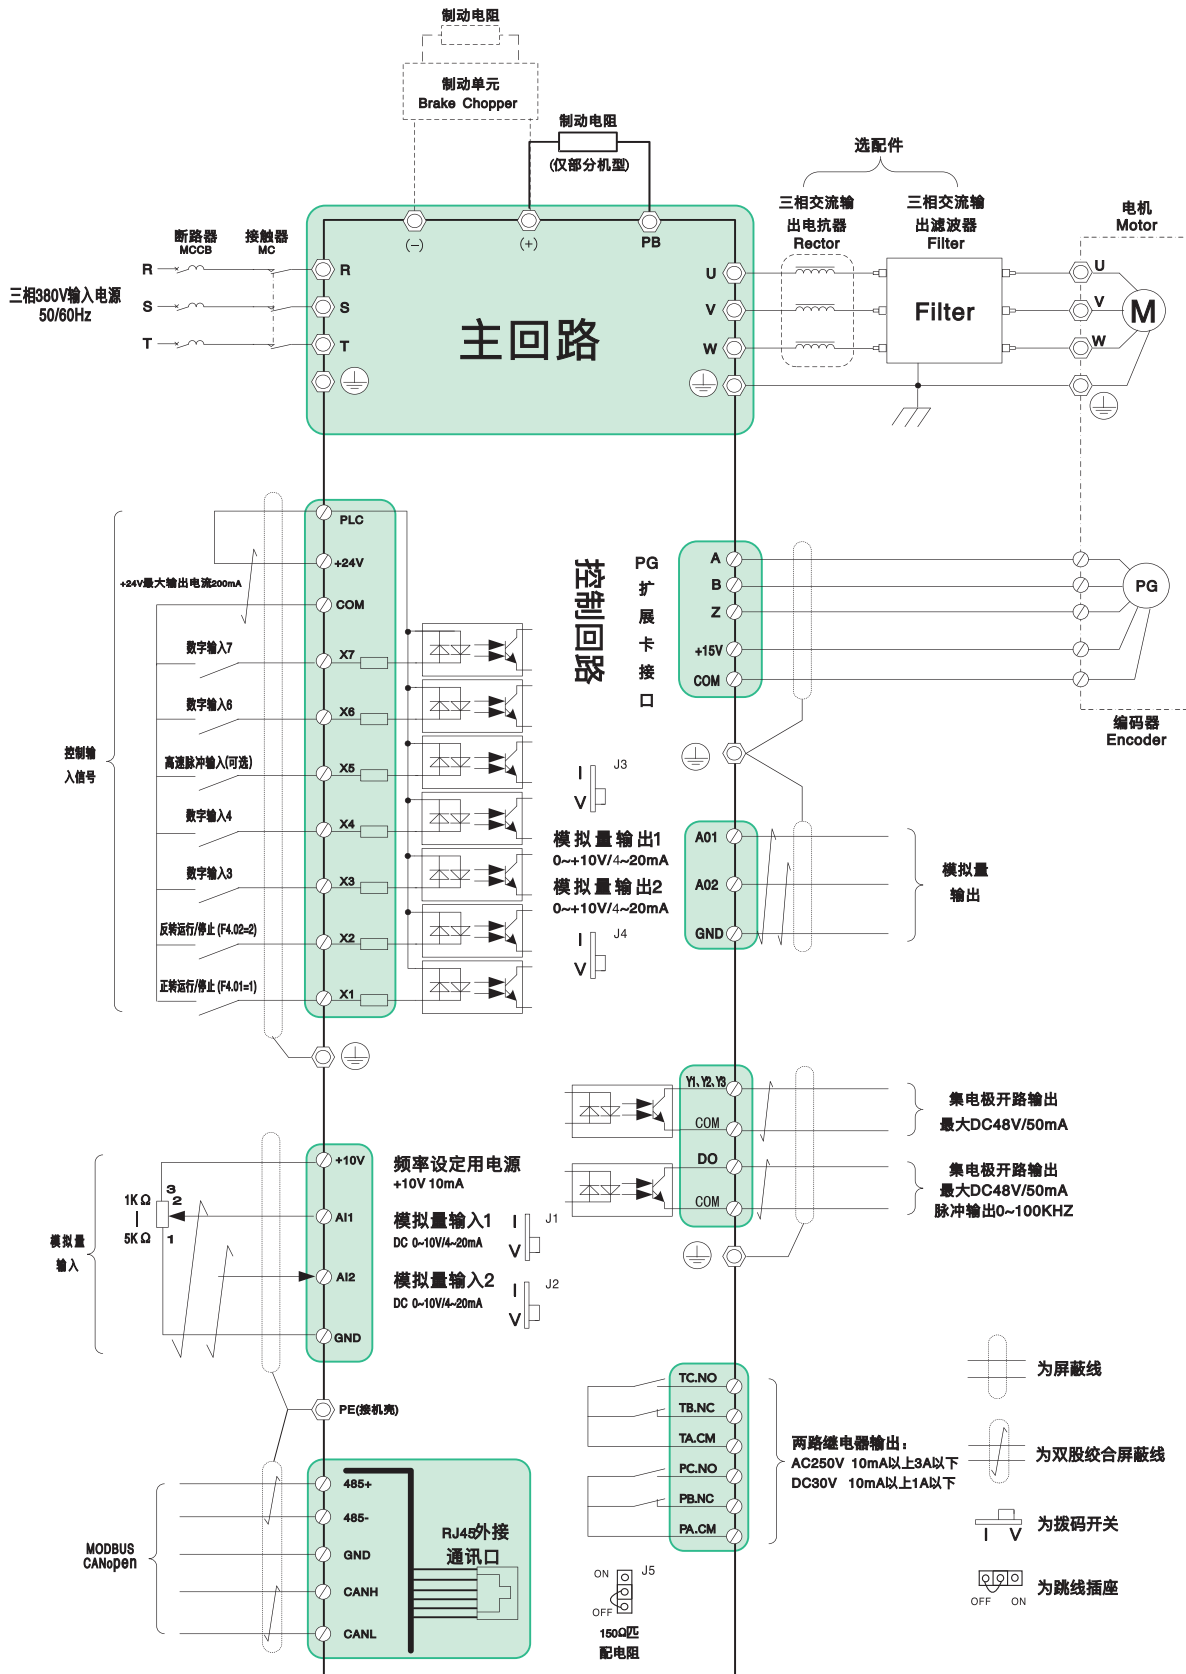 制动电阻
制动单元
Brake Chopper
制动电阻
(仅部分机型)
选配件
三相交流输
出电抗器
Rector
三相交流输
出滤波器
Filter
电机
Motor
断路器
MCCB
接触器
MC
(−)
(+)
PB
三相380V输入电源
50/60Hz
R
S
T
R
S
T
主回路
U
V
W
Filter
U
V
W
M
PLC
+24V
+24V最大输出电流200mA
COM
数字输入7
X7
数字输入6
X6
高速脉冲输入(可选)
X5
数字输入4
X4
数字输入3
X3
反转运行/停止 (F4.02=2)
X2
正转运行/停止 (F4.01=1)
X1
控制输
入信号
控制回路
PG
扩
展
卡
接
口
A
B
Z
+15V
COM
PG
编码器
Encoder
J3
I
V
模拟量输出1
0~+10V/4~20mA
模拟量输出2
0~+10V/4~20mA
J4
I
V
A01
A02
GND
模拟量
输出
Y1、Y2、Y3
COM
DO
COM
集电极开路输出
最大DC48V/50mA
集电极开路输出
最大DC48V/50mA
脉冲输出0~100KHZ
模拟量
输入
1KΩ
5KΩ
3
2
1
+10V
AI1
AI2
GND
频率设定用电源
+10V 10mA
模拟量输入1
DC 0~10V/4~20mA
J1
I
V
模拟量输入2
DC 0~10V/4~20mA
J2
I
V
PE(接机壳)
MODBUS
CANopen
485+
485-
GND
CANH
CANL
RJ45外接
通讯口
TC.NO
TB.NC
TA.CM
PC.NO
PB.NC
PA.CM
两路继电器输出：
AC250V 10mA以上3A以下
DC30V 10mA以上1A以下
J5
ON
OFF
150Ω匹
配电阻
为屏蔽线
为双股绞合屏蔽线
I V
为拨码开关
OFF ON
为跳线插座